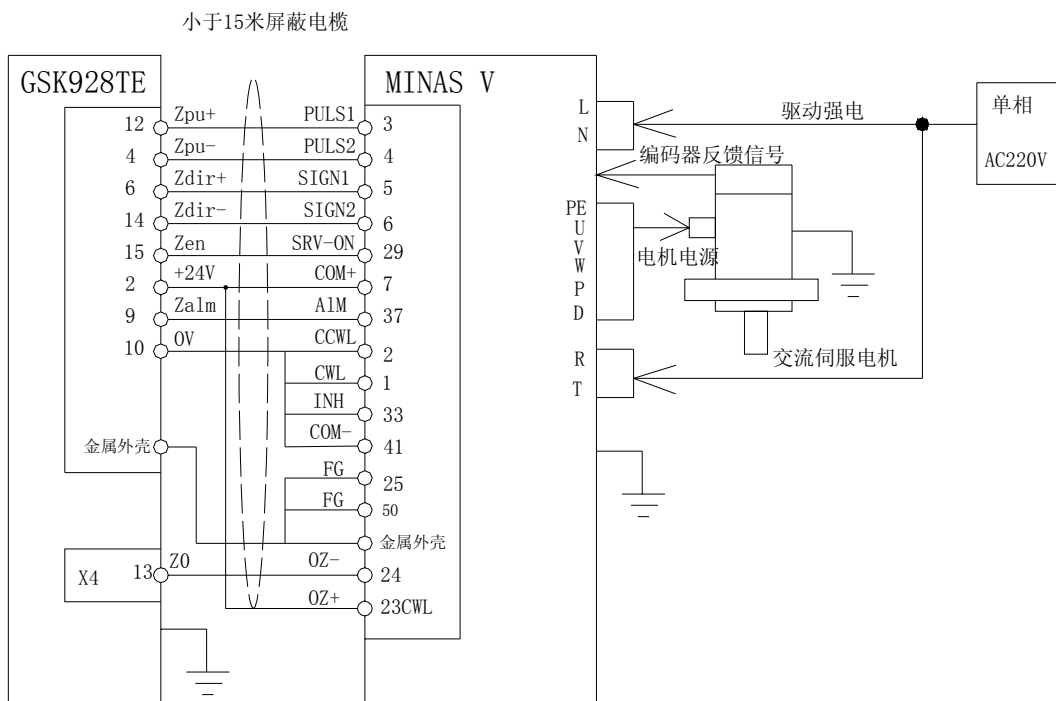 小于15米屏蔽电榄
GSK928TE
MINAS V
12 Zpu+ PULS1 3
4 Zpu- PULS2 4
6 Zdir+ SIGN1 5
14 Zdir- SIGN2 6
15 Zen SRV-ON 29
2 +24V COM+ 7
9 Zalm AlM 37
10 0V CCWL 2
CWL 1
INH 33
COM- 41
金属外壳
FG 25
FG 50
金属外壳
X4 13 Z0 OZ- 24
OZ+ 23CWL
L
N
PE
U
V
W
P
D
R
T
驱动强电
编码器反馈信号
电机电源
交流伺服电机
单相
AC220V